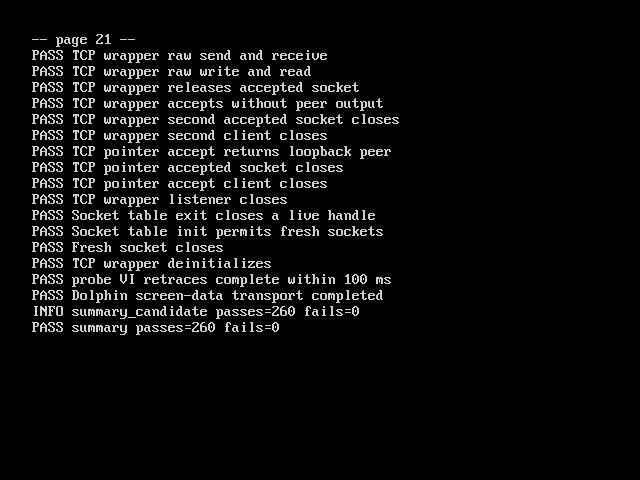 -- page 21 --
PASS TCP wrapper raw send and receive
PASS TCP wrapper raw write and read
PASS TCP wrapper releases accepted socket
PASS TCP wrapper accepts without peer output
PASS TCP wrapper second accepted socket closes
PASS TCP wrapper second client closes
PASS TCP pointer accept returns loopback peer
PASS TCP pointer accepted socket closes
PASS TCP pointer accept client closes
PASS TCP wrapper listener closes
PASS Socket table exit closes a live handle
PASS Socket table init permits fresh sockets
PASS Fresh socket closes
PASS TCP wrapper deinitializes
PASS probe VI retraces complete within 100 ms
PASS Dolphin screen-data transport completed
INFO summary_candidate passes=260 fails=0
PASS summary passes=260 fails=0